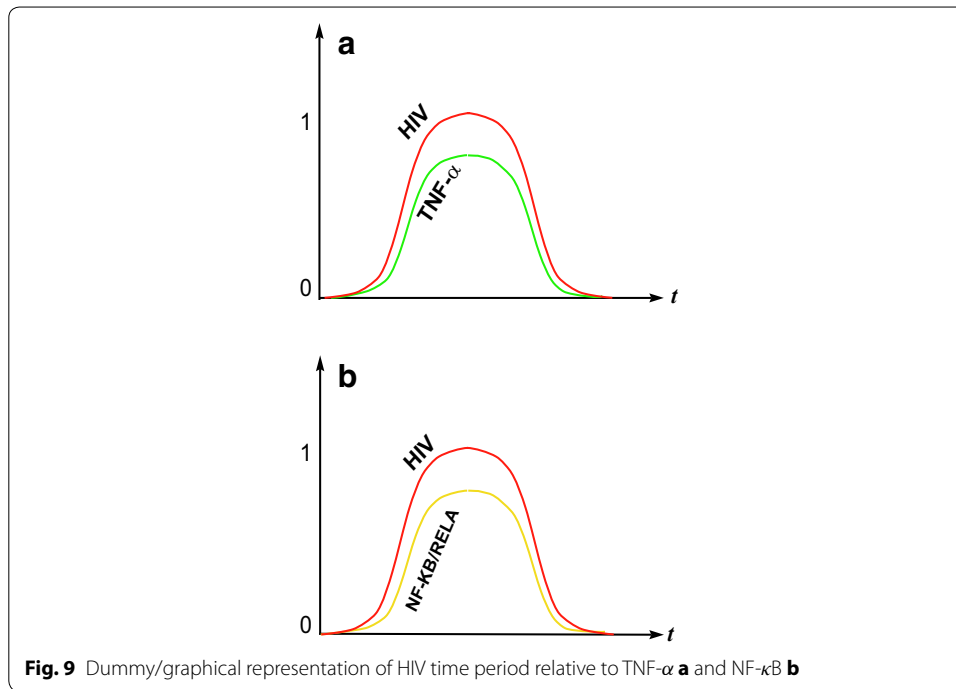 a
1
HIV
TNF-α
0
t
b
1
HIV
NF-KB/RELA
0
t
Fig. 9 Dummy/graphical representation of HIV time period relative to TNF-α a and NF-κB b